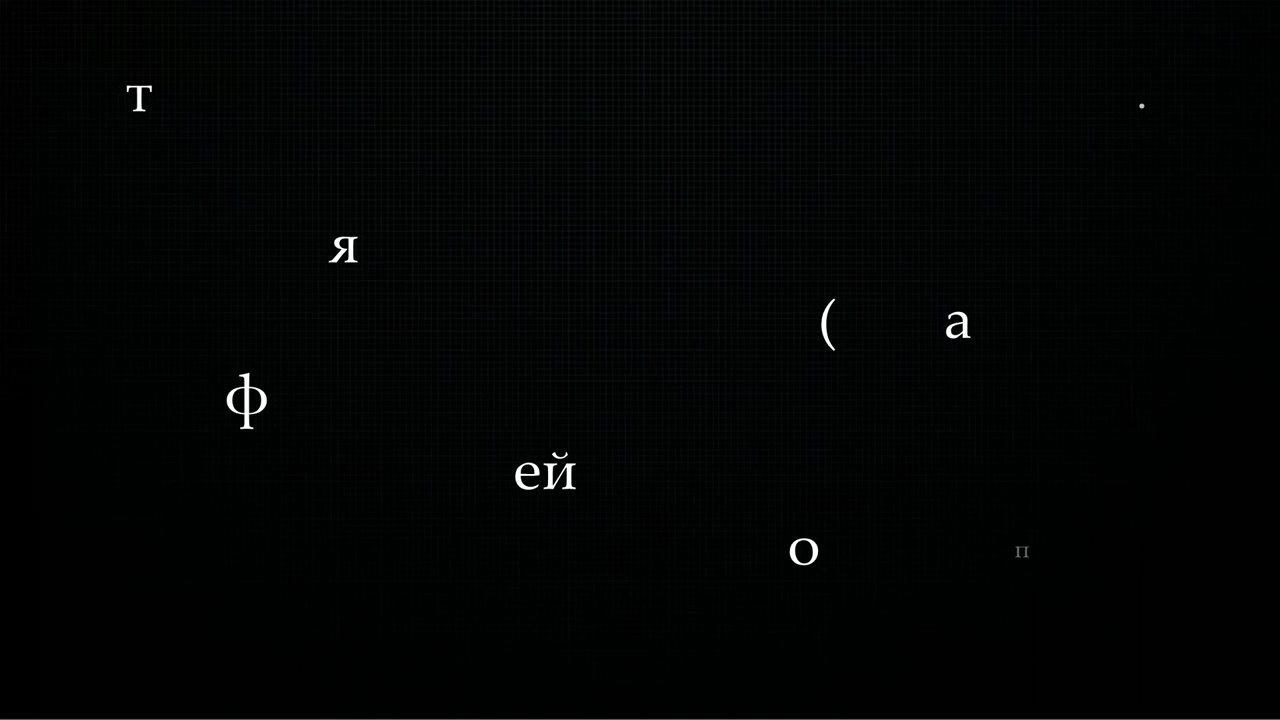 т .
я
( а
ф
ей
о п